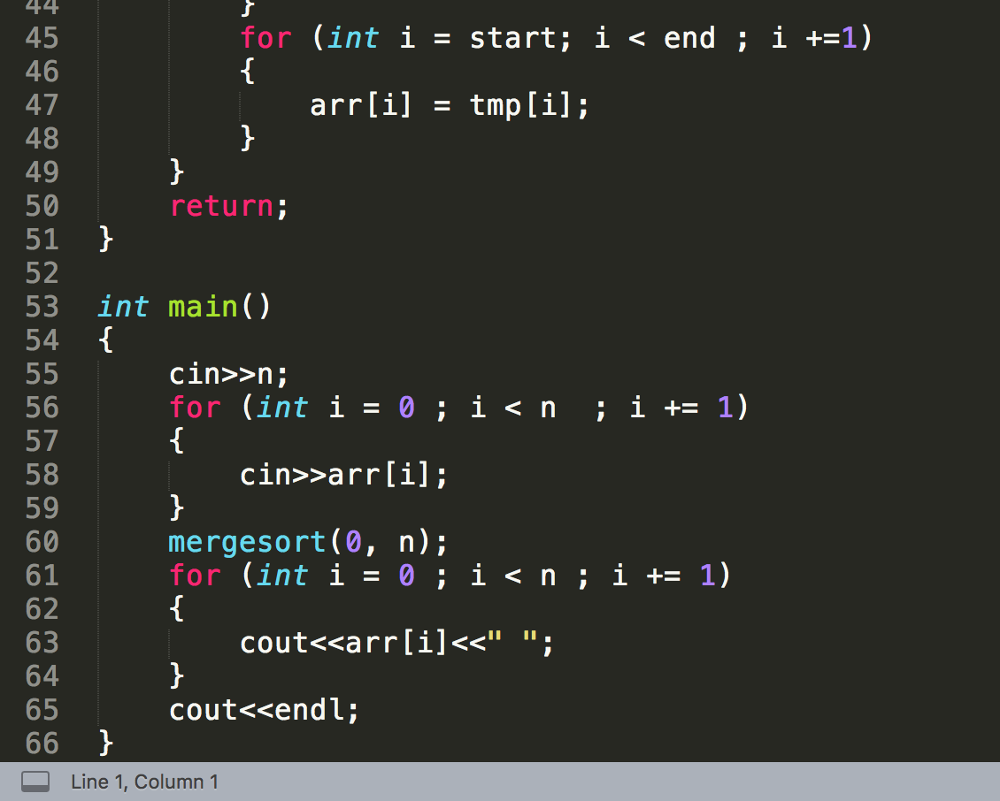 44 }
45 for (int i = start; i < end ; i +=1)
46 {
47 arr[i] = tmp[i];
48 }
49 }
50 return;
51 }
52
53 int main()
54 {
55 cin>>n;
56 for (int i = 0 ; i < n  ; i += 1)
57 {
58 cin>>arr[i];
59 }
60 mergesort(0, n);
61 for (int i = 0 ; i < n ; i += 1)
62 {
63 cout<<arr[i]<<" ";
64 }
65 cout<<endl;
66 }
Line 1, Column 1